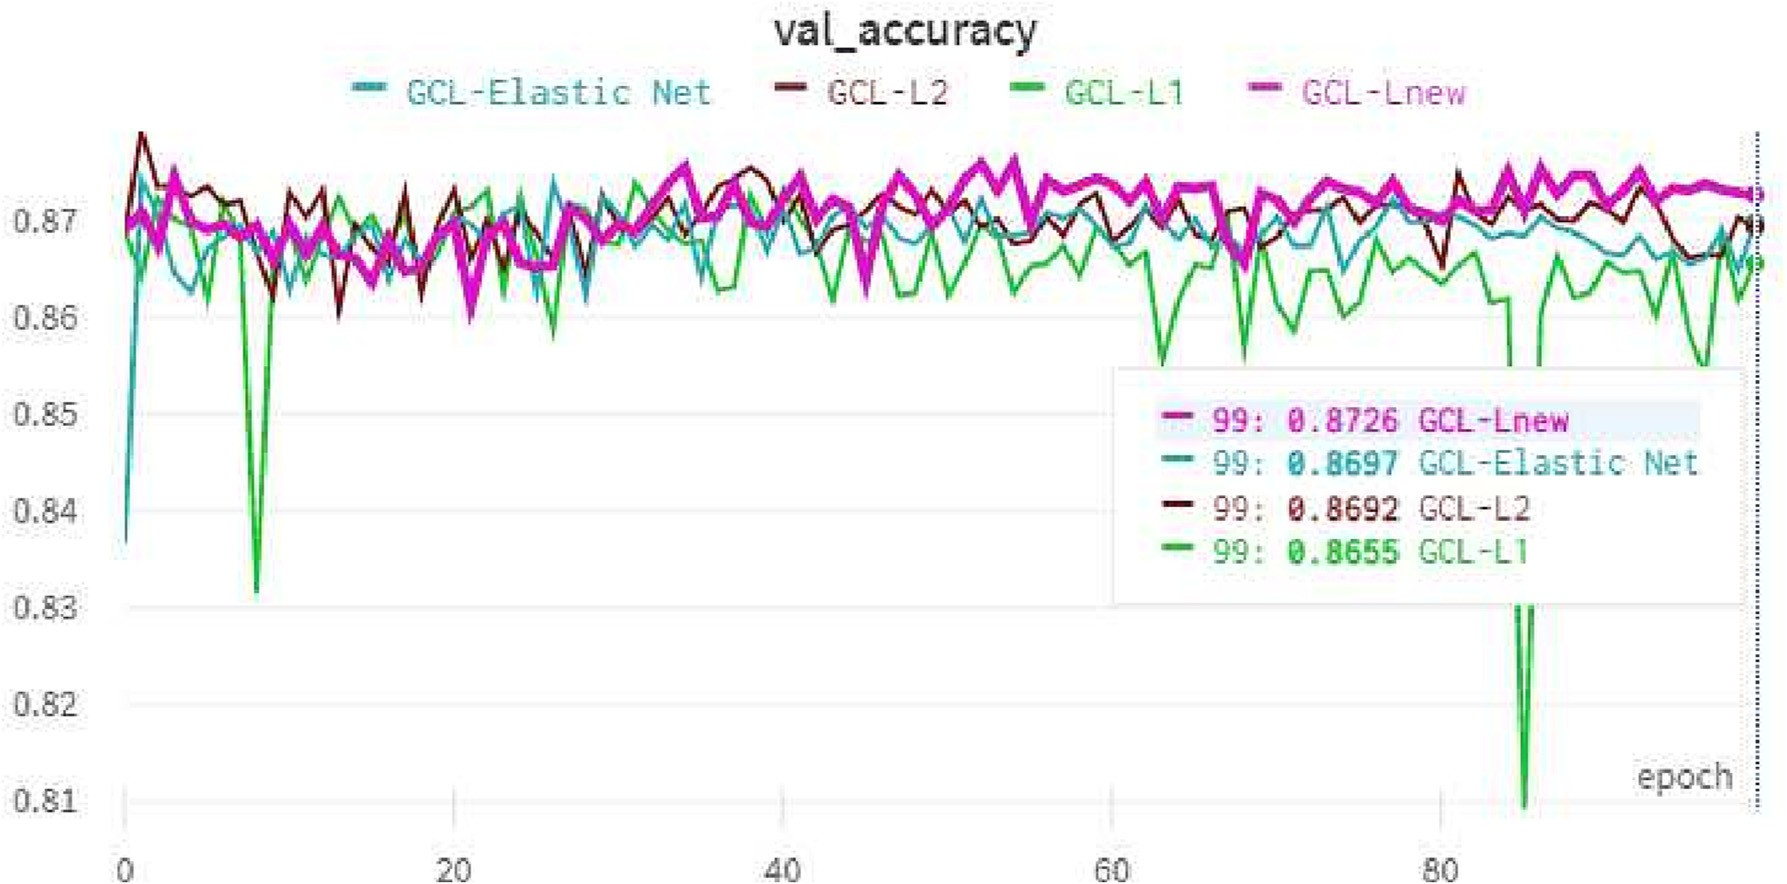 val_accuracy
GCL-Elastic Net GCL-L2 GCL-L1 GCL-Lnew
0.87
0.86
0.85
0.84
0.83
0.82
0.81
99: 0.8726 GCL-Lnew
99: 0.8697 GCL-Elastic Net
99: 0.8692 GCL-L2
99: 0.8655 GCL-L1
epoch
0 20 40 60 80